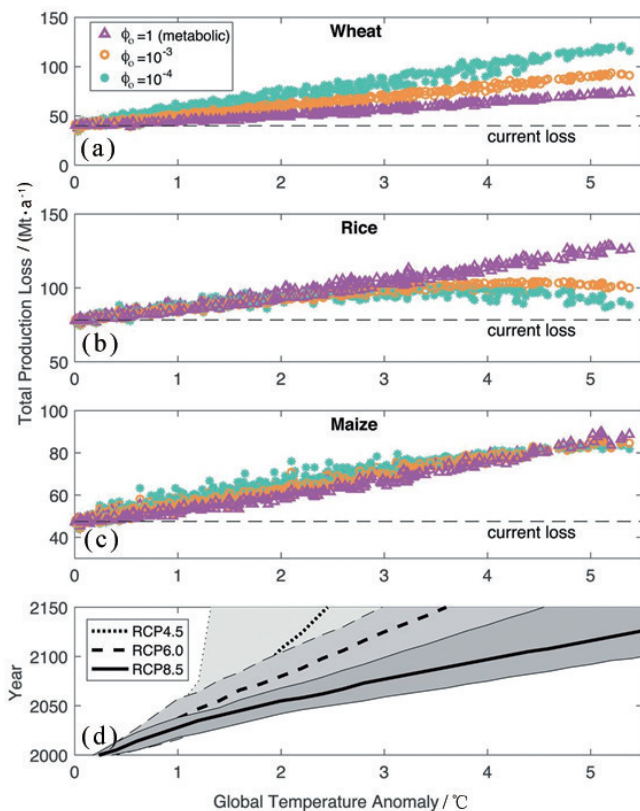 Total Production Loss / (Mt·a⁻¹)
Wheat
ϕₒ=1 (metabolic)
ϕₒ=10⁻³
ϕₒ=10⁻⁴
150
100
50
0
(a)
current loss
0 1 2 3 4 5
Rice
150
100
50
(b)
current loss
0 1 2 3 4 5
Maize
100
80
60
40
(c)
current loss
0 1 2 3 4 5
Year
2150
2100
2050
2000
RCP4.5
RCP6.0
RCP8.5
(d)
0 1 2 3 4 5
Global Temperature Anomaly / ℃